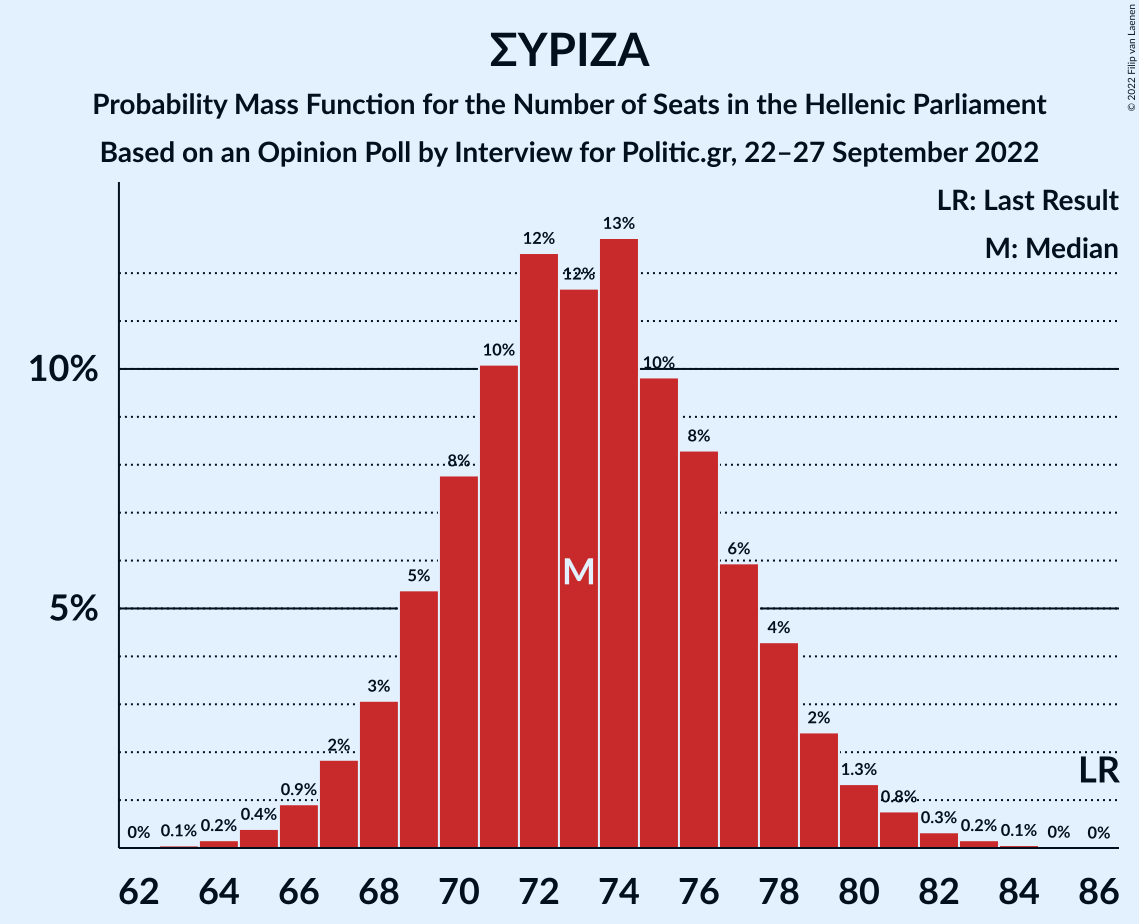 ΣΥΡΙΖΑ
Probability Mass Function for the Number of Seats in the Hellenic Parliament
Based on an Opinion Poll by Interview for Politic.gr, 22–27 September 2022
© 2022 Filip van Laenen
LR: Last Result
M: Median
13%
12%
12%
10%
10%
10%
8%
8%
6%
M
5%
5%
4%
3%
2%
2%
LR
1.3%
0.9%
0.8%
0.4%
0.3%
0% 0.1% 0.2% 0.2% 0.1% 0% 0%
62 64 66 68 70 72 74 76 78 80 82 84 86